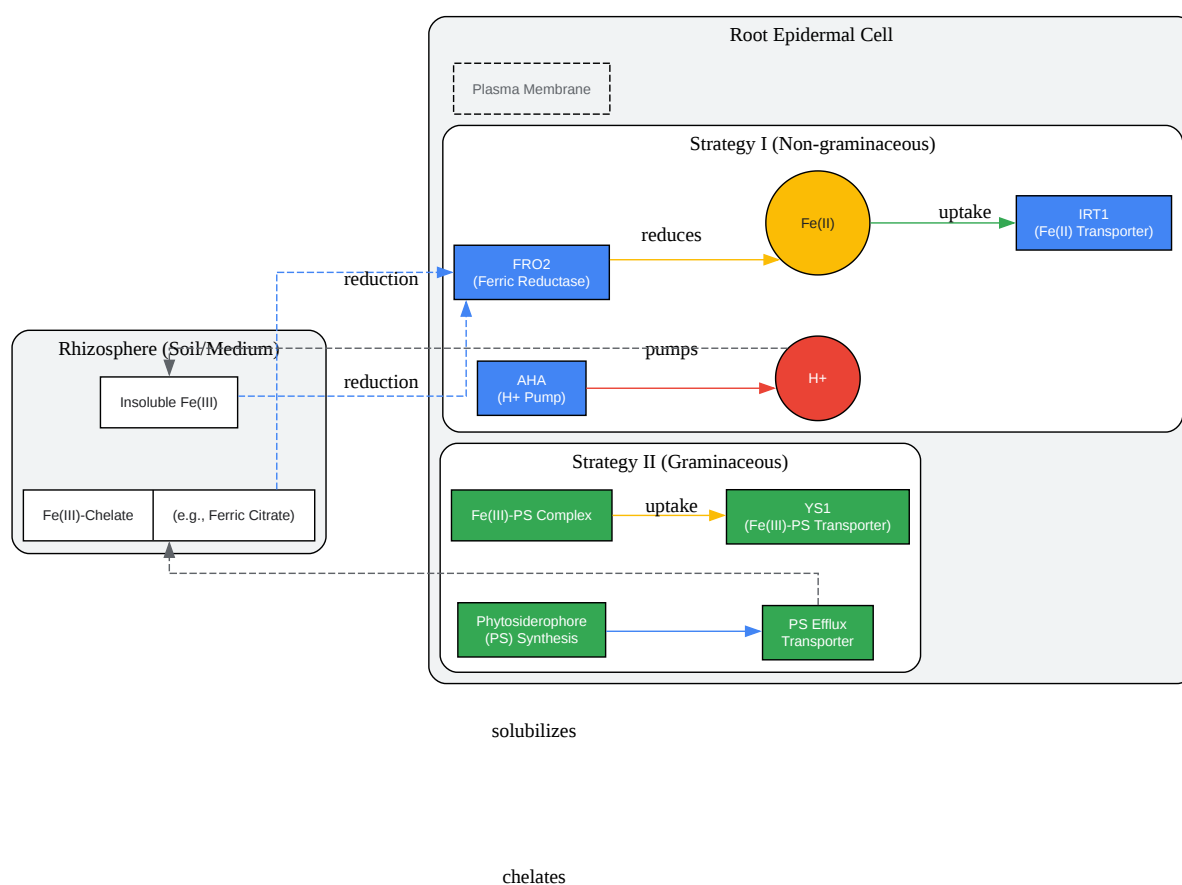 Root Epidermal Cell
Plasma Membrane
Strategy I (Non-graminaceous)
Fe(II)
uptake
IRT1
(Fe(II) Transporter)
reduces
FRO2
(Ferric Reductase)
reduction
Rhizosphere (Soil/Medium)
pumps
AHA
(H+ Pump)
H+
reduction
Insoluble Fe(III)
Strategy II (Graminaceous)
Fe(III)-Chelate
(e.g., Ferric Citrate)
Fe(III)-PS Complex
uptake
YS1
(Fe(III)-PS Transporter)
Phytosiderophore
(PS) Synthesis
PS Efflux
Transporter
solubilizes
chelates